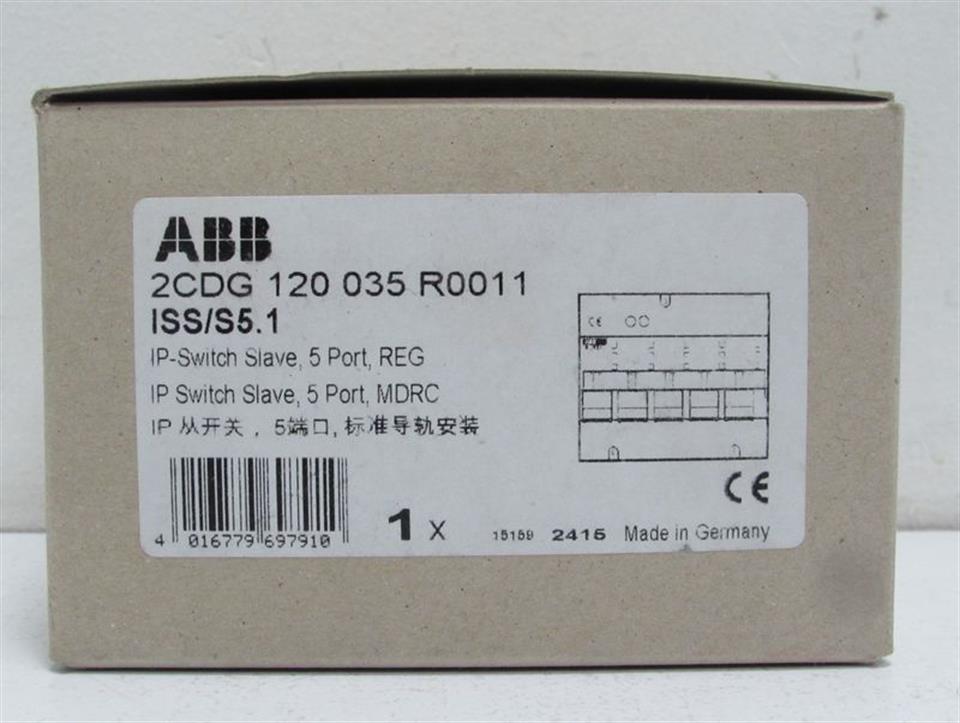 ABB
2CDG 120 035 R0011
ISS/S5.1
IP-Switch Slave, 5 Port, REG
IP Switch Slave, 5 Port, MDRC
IP 从开关, 5端口, 标准导轨安装
CE
ABB
CE
4 016779 697910
1 x 15159 2415 Made in Germany